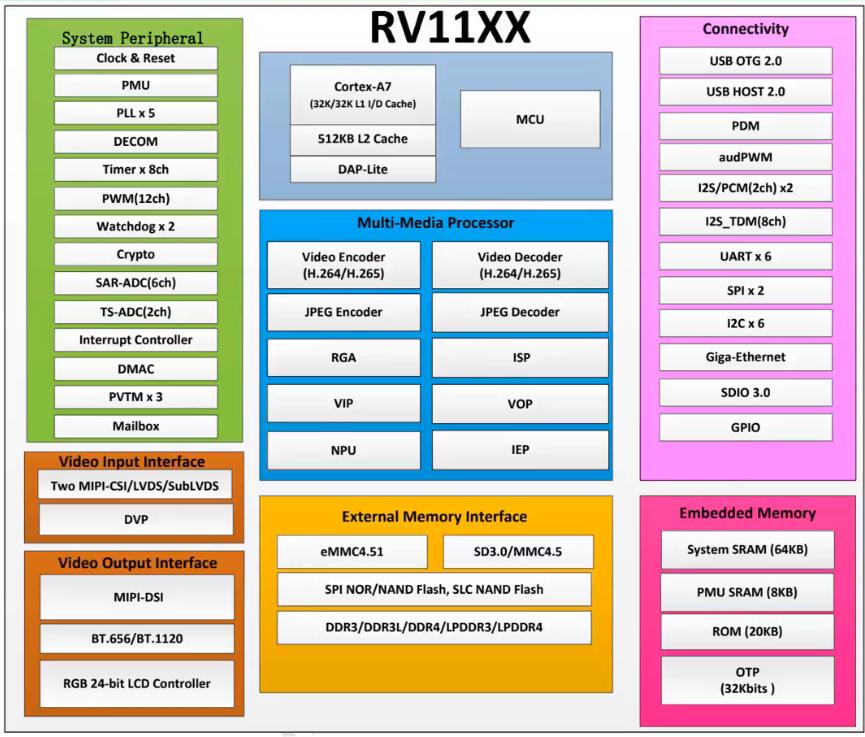 RV11XX
System Peripheral
Clock & Reset
PMU
PLL x 5
DECOM
Timer x 8ch
PWM(12ch)
Watchdog x 2
Crypto
SAR-ADC(6ch)
TS-ADC(2ch)
Interrupt Controller
DMAC
PVTM x 3
Mailbox
Video Input Interface
Two MIPI-CSI/LVDS/SubLVDS
DVP
Video Output Interface
MIPI-DSI
BT.656/BT.1120
RGB 24-bit LCD Controller
Cortex-A7
(32K/32K L1 I/D Cache)
512KB L2 Cache
DAP-Lite
MCU
Multi-Media Processor
Video Encoder
(H.264/H.265)
Video Decoder
(H.264/H.265)
JPEG Encoder
JPEG Decoder
RGA
ISP
VIP
VOP
NPU
IEP
External Memory Interface
eMMC4.51
SD3.0/MMC4.5
SPI NOR/NAND Flash, SLC NAND Flash
DDR3/DDR3L/DDR4/LPDDR3/LPDDR4
Connectivity
USB OTG 2.0
USB HOST 2.0
PDM
audPWM
I2S/PCM(2ch) x2
I2S_TDM(8ch)
UART x 6
SPI x 2
I2C x 6
Giga-Ethernet
SDIO 3.0
GPIO
Embedded Memory
System SRAM (64KB)
PMU SRAM (8KB)
ROM (20KB)
OTP
(32Kbits )